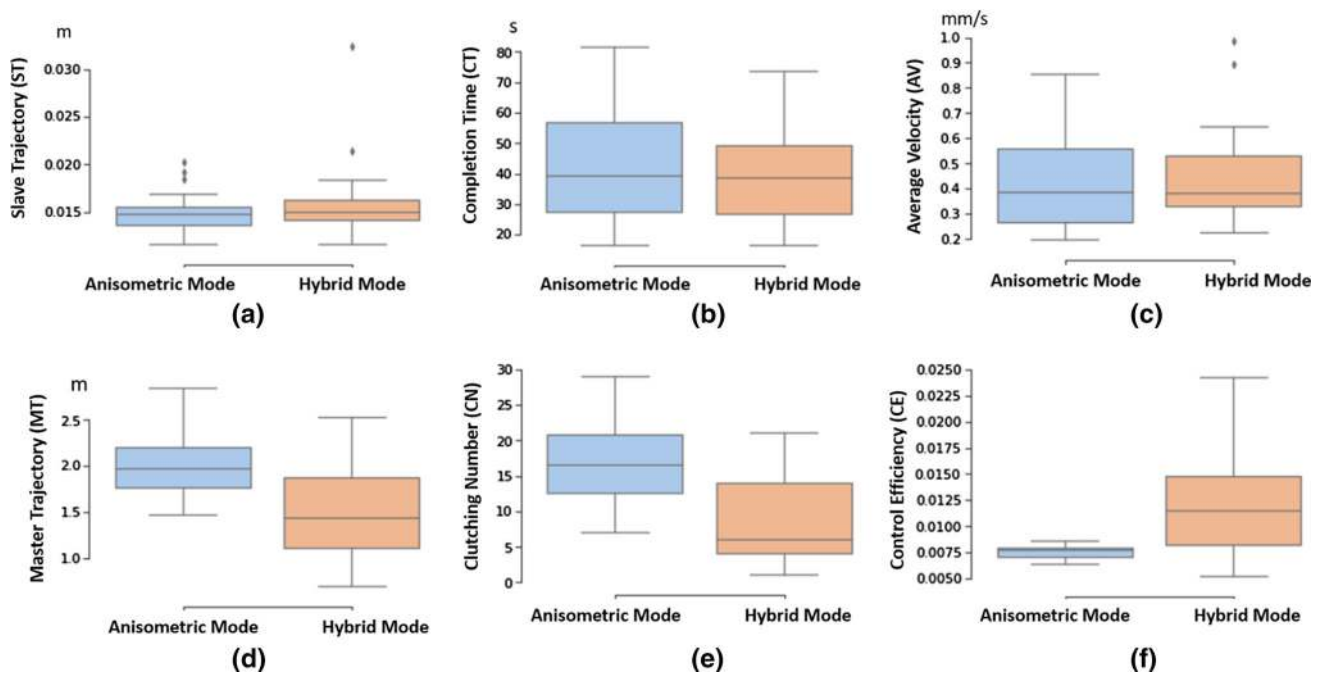 m
Slave Trajectory (ST)
0.030
0.025
0.020
0.015
Anisometric Mode Hybrid Mode
(a)
s
Completion Time (CT)
80
70
60
50
40
30
20
Anisometric Mode Hybrid Mode
(b)
mm/s
Average Velocity (AV)
1.0
0.9
0.8
0.7
0.6
0.5
0.4
0.3
0.2
Anisometric Mode Hybrid Mode
(c)
m
Master Trajectory (MT)
2.5
2.0
1.5
1.0
Anisometric Mode Hybrid Mode
(d)
Clutching Number (CN)
30
25
20
15
10
5
0
Anisometric Mode Hybrid Mode
(e)
Control Efficiency (CE)
0.0250
0.0225
0.0200
0.0175
0.0150
0.0125
0.0100
0.0075
0.0050
Anisometric Mode Hybrid Mode
(f)